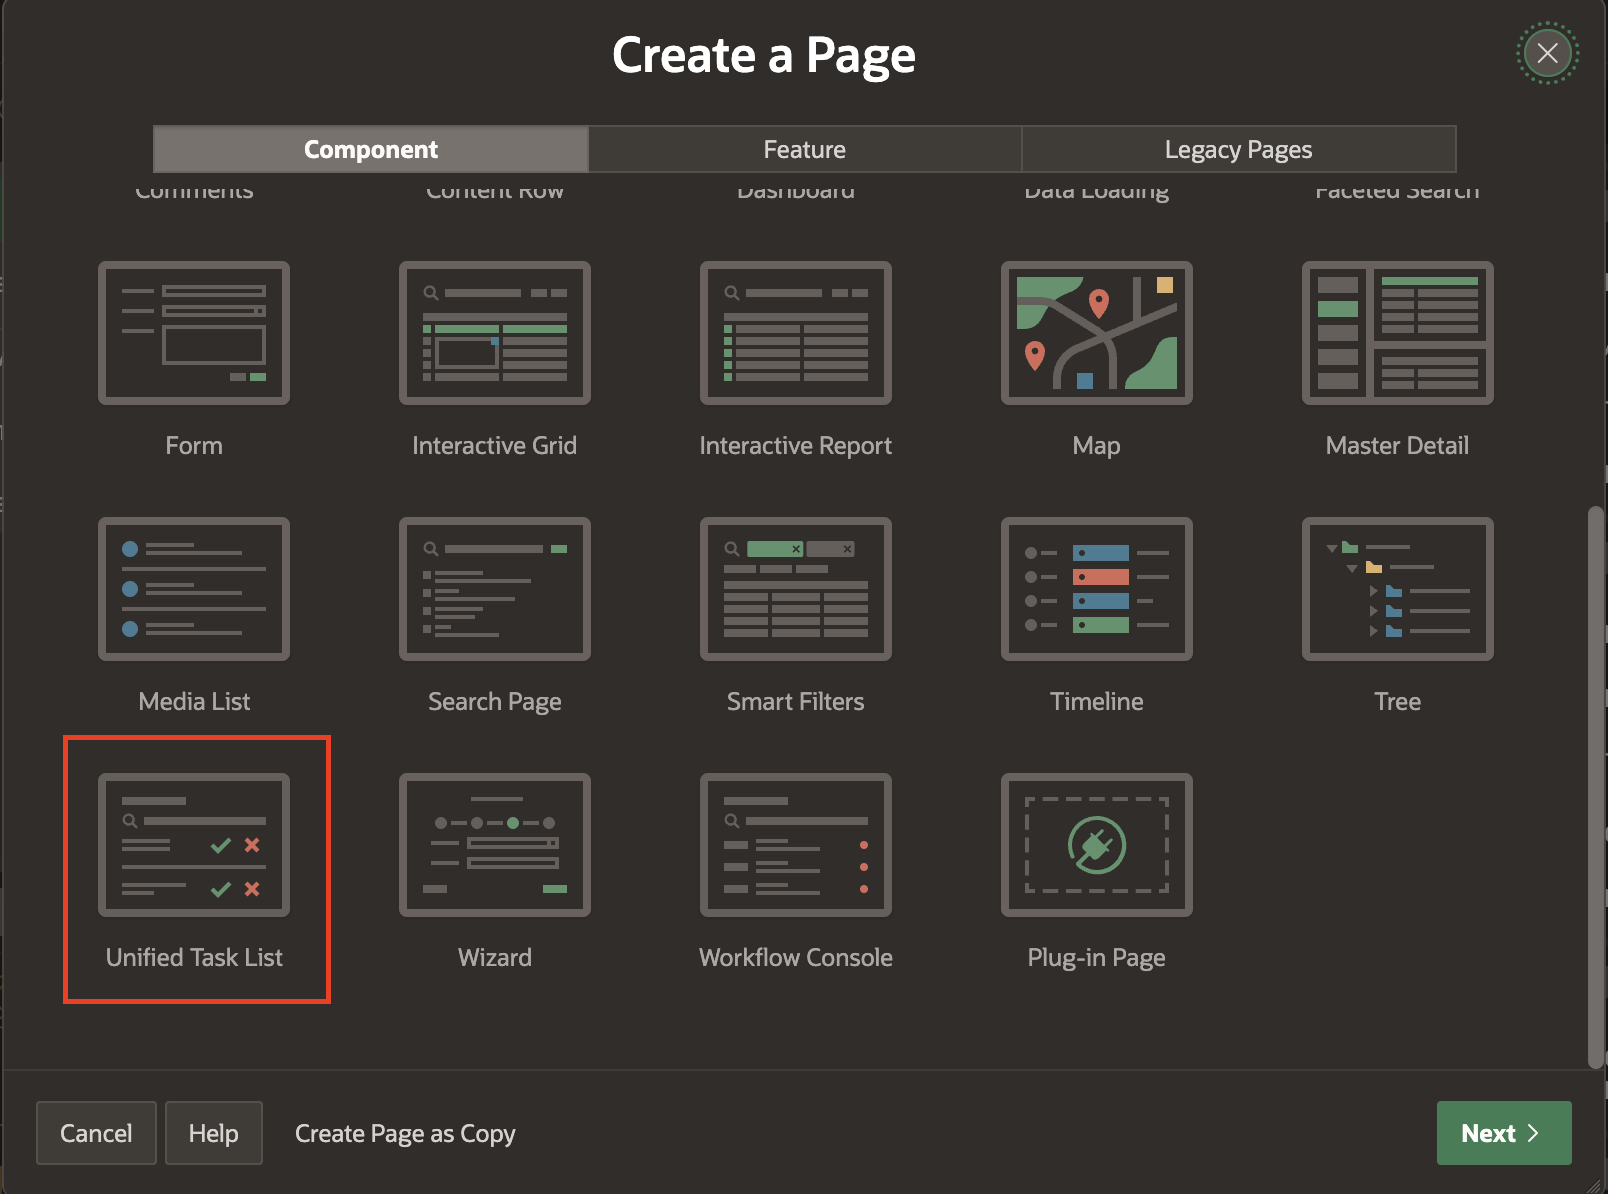 Create a Page
Component
Feature
Legacy Pages
Comments
Content Row
Dashboard
Data Loading
Faceted Search
Form
Interactive Grid
Interactive Report
Map
Master Detail
Media List
Search Page
Smart Filters
Timeline
Tree
Unified Task List
Wizard
Workflow Console
Plug-in Page
Cancel
Help
Create Page as Copy
Next